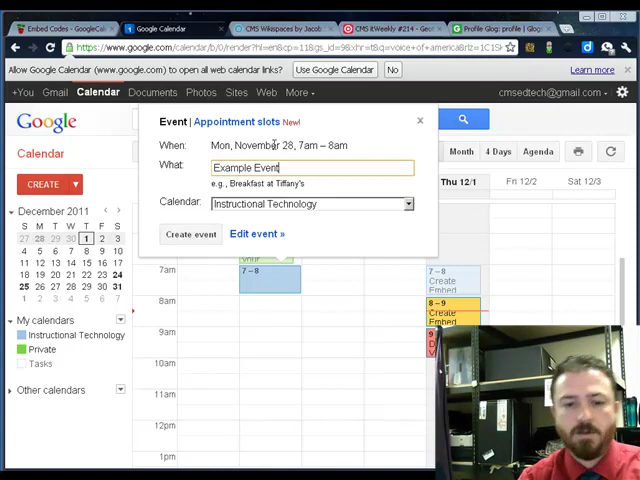 Embed Codes - GoogleCal
Google Calendar
CMS Wikispaces by Jacob
CMS itWeekly #214 - Geor
Profile Glog: profile | Glogs
https://www.google.com/calendar/b/0/render?hl=en&cp=11&gs_id=9&xhr=t&q=voice of america&rlz=1C1SK
Allow Google Calendar (www.google.com) to open all web calendar links?
Use Google Calendar
No
Learn more
+You Gmail Calendar Documents Photos Sites Web More
cmsedtech@gmail.com
Google
Calendar
CREATE
Event | Appointment slots New!
When: Mon, November 28, 7am – 8am
What: Example Event
e.g., Breakfast at Tiffany's
Calendar: Instructional Technology
Create event Edit event »
Month 4 Days Agenda
Thu 12/1 Fri 12/2 Sat 12/3
December 2011
S M T W T F S
27 28 29 30 1 2 3
4 5 6 7 8 9 10
11 12 13 14 15 16 17
18 19 20 21 22 23 24
25 26 27 28 29 30 31
1 2 3 4 5 6 7
My calendars
Instructional Technology
Private
Tasks
Other calendars
7am
8am
9am
10am
12pm
1pm
7 – 8
7 – 8
Create
Embed
8 – 9
Create
Embed
9